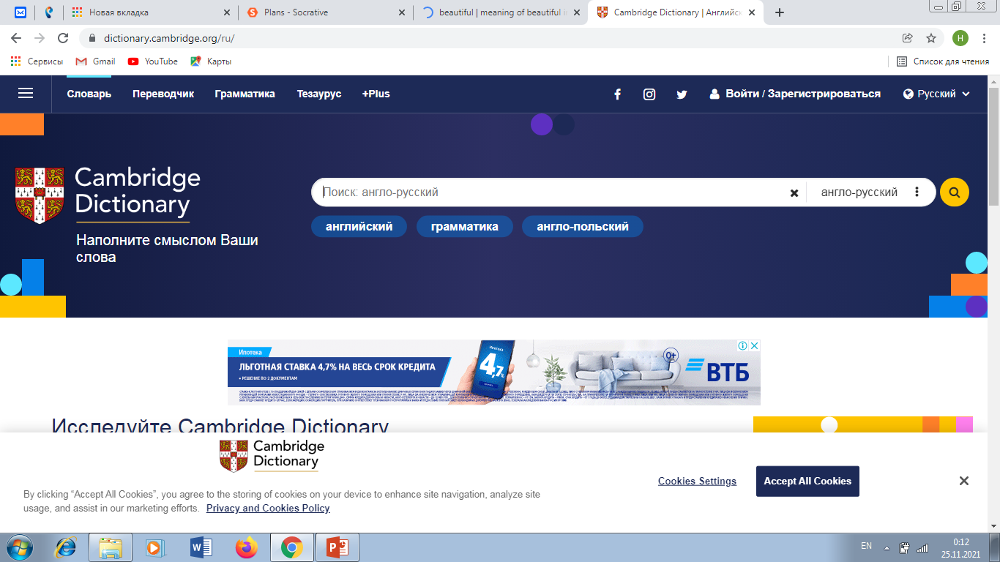 Новая вкладка
Plans - Socrative
beautiful | meaning of beautiful i
Cambridge Dictionary | Английск
dictionary.cambridge.org/ru/
H
Сервисы
Gmail
YouTube
Карты
Список для чтения
Словарь
Переводчик
Грамматика
Тезаурус
+Plus
Войти / Зарегистрироваться
Русский
Cambridge
Dictionary
Наполните смыслом Ваши
слова
Поиск: англо-русский
англо-русский
английский
грамматика
англо-польский
Ипотека
ЛЬГОТНАЯ СТАВКА 4,7% НА ВЕСЬ СРОК КРЕДИТА
• РЕШЕНИЕ ПО 2 ДОКУМЕНТАМ
Ипотека
4,7%
0+
ВТБ
Исследуйте Cambridge Dictionary
Cambridge
Dictionary
By clicking “Accept All Cookies”, you agree to the storing of cookies on your device to enhance site navigation, analyze site
usage, and assist in our marketing efforts. Privacy and Cookies Policy
Cookies Settings
Accept All Cookies
EN
0:12
25.11.2021